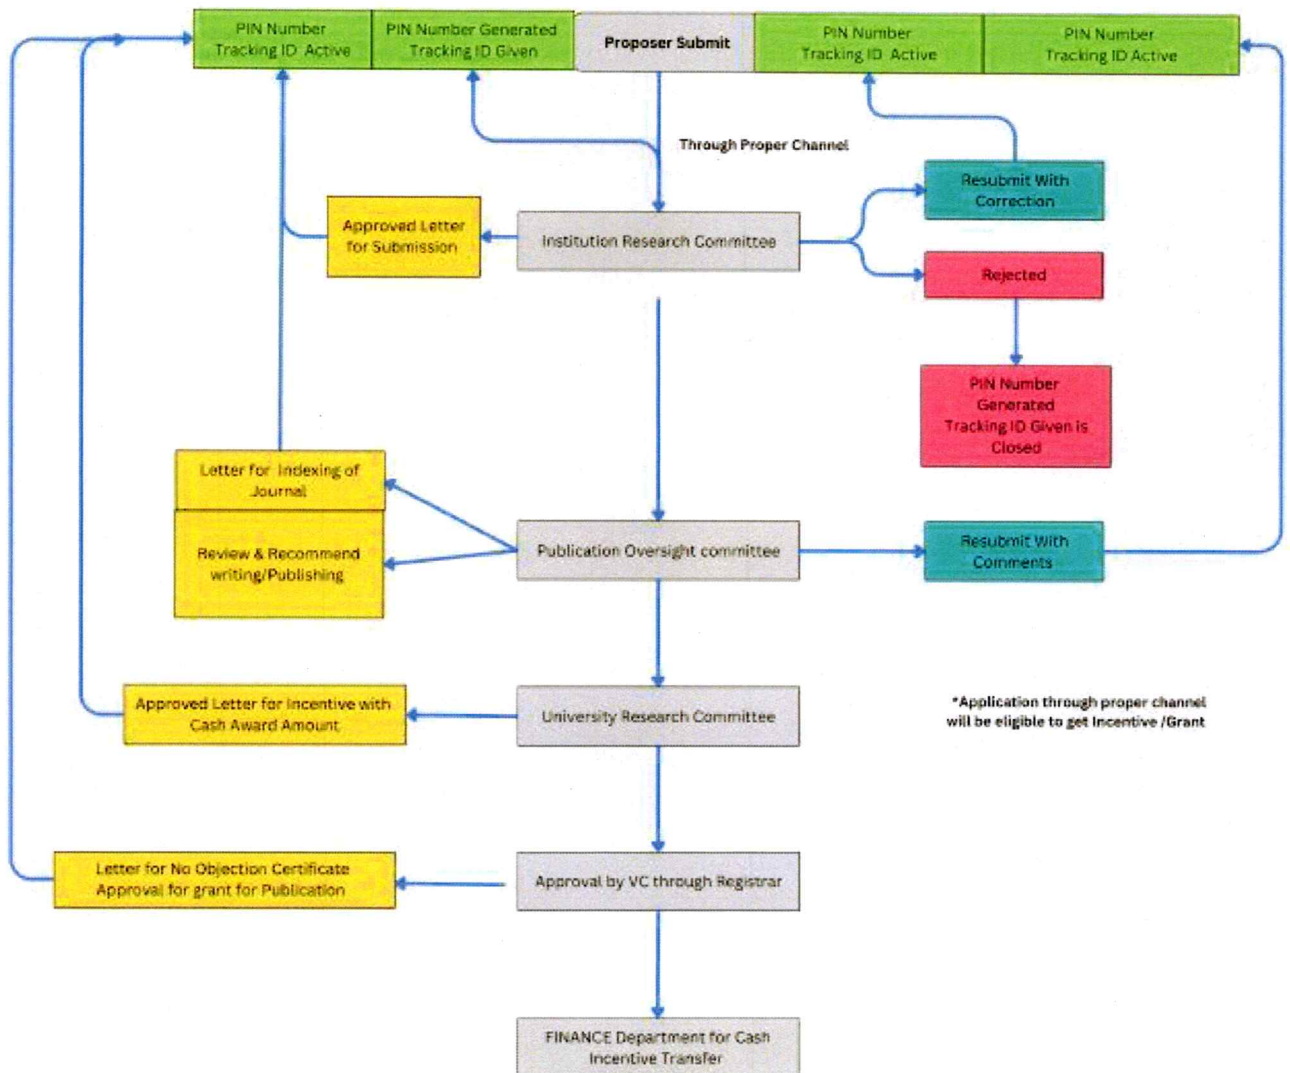 PIN Number
Tracking ID Active
PIN Number Generated
Tracking ID Given
Proposer Submit
PIN Number
Tracking ID Active
PIN Number
Tracking ID Active
Through Proper Channel
Resubmit With
Correction
Approved Letter
for Submission
Institution Research Committee
Rejected
PIN Number
Generated
Tracking ID Given is
Closed
Letter for Indexing of
Journal
Review & Recommend
writing/Publishing
Publication Oversight committee
Resubmit With
Comments
Approved Letter for Incentive with
Cash Award Amount
University Research Committee
*Application through proper channel
will be eligible to get Incentive /Grant
Letter for No Objection Certificate
Approval for grant for Publication
Approval by VC through Registrar
FINANCE Department for Cash
Incentive Transfer